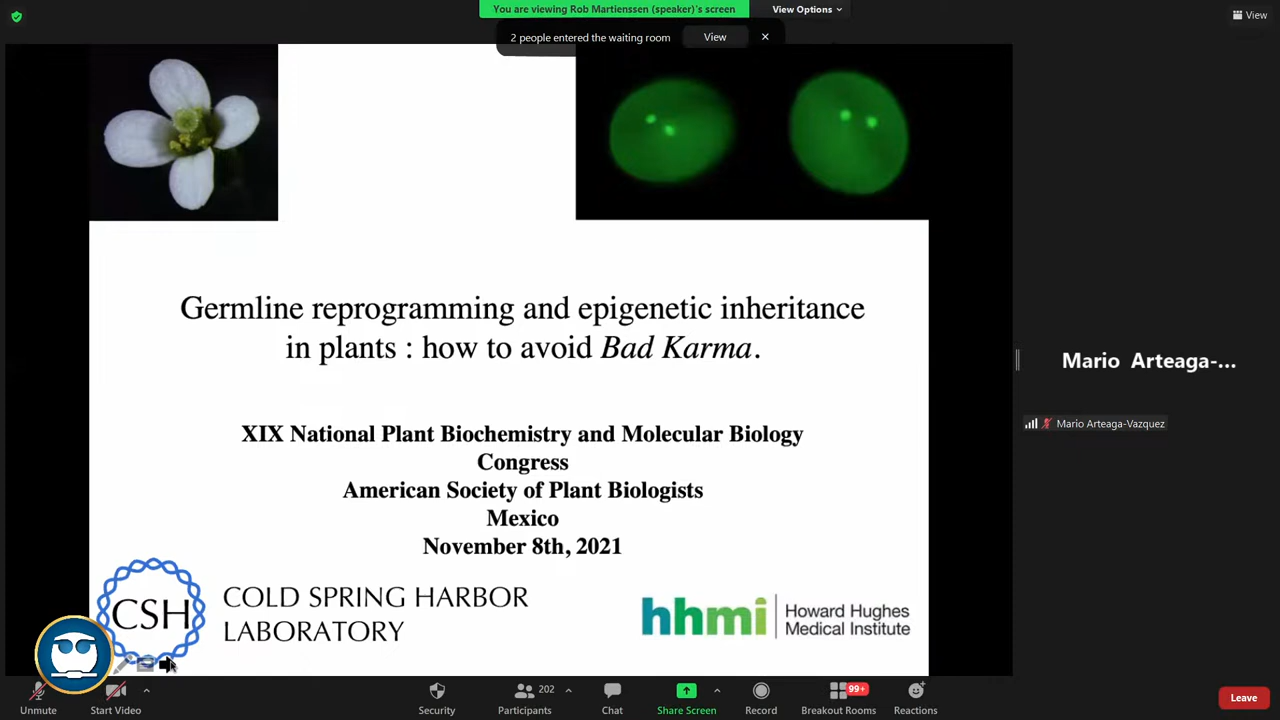 You are viewing Rob Martienssen (speaker)'s screen
View Options
View
2 people entered the waiting room
View
Germline reprogramming and epigenetic inheritance
in plants : how to avoid Bad Karma.
XIX National Plant Biochemistry and Molecular Biology
Congress
American Society of Plant Biologists
Mexico
November 8th, 2021
CSH
COLD SPRING HARBOR
LABORATORY
hhmi
Howard Hughes
Medical Institute
Mario Arteaga-...
Mario Arteaga-Vazquez
Unmute
Start Video
Security
202
Participants
Chat
Share Screen
Record
99+
Breakout Rooms
Reactions
Leave